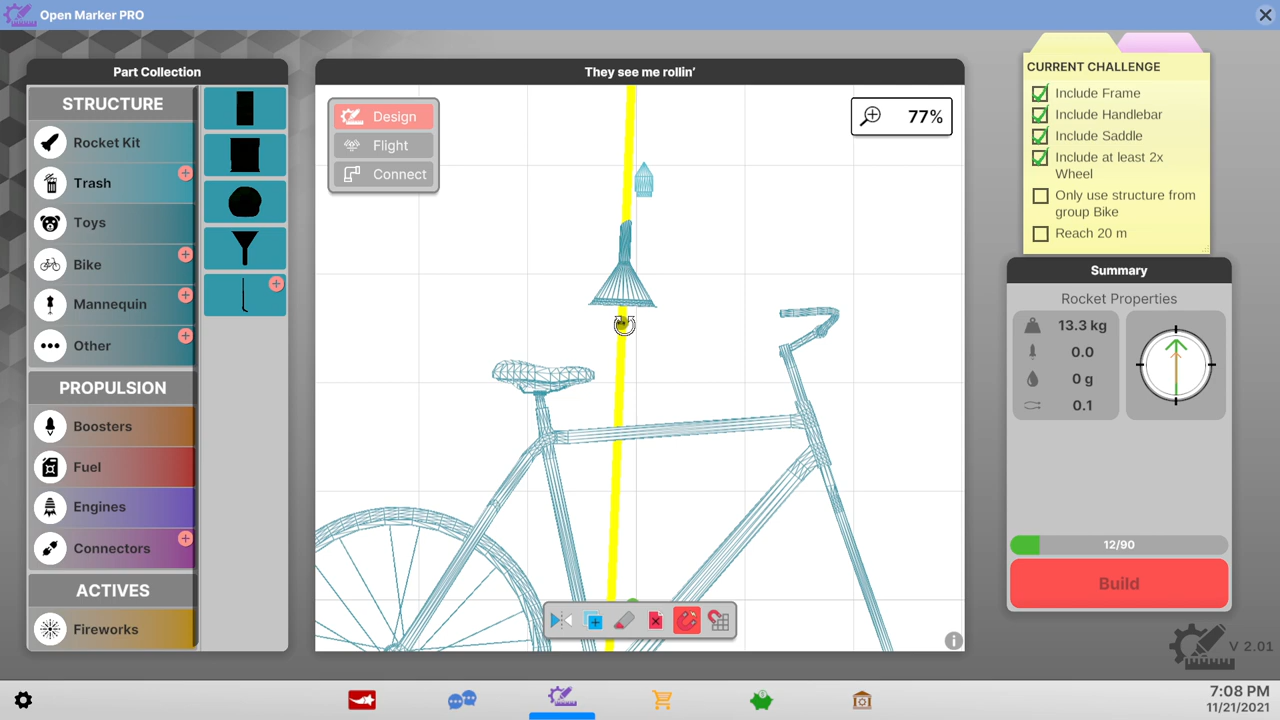 Open Marker PRO
Part Collection
STRUCTURE
Rocket Kit
Trash
Toys
Bike
Mannequin
Other
PROPULSION
Boosters
Fuel
Engines
Connectors
ACTIVES
Fireworks
They see me rollin’
Design
Flight
Connect
77%
CURRENT CHALLENGE
Include Frame
Include Handlebar
Include Saddle
Include at least 2x
Wheel
Only use structure from
group Bike
Reach 20 m
Summary
Rocket Properties
13.3 kg
0.0
0 g
0.1
12/90
Build
V 2.01
7:08 PM
11/21/2021